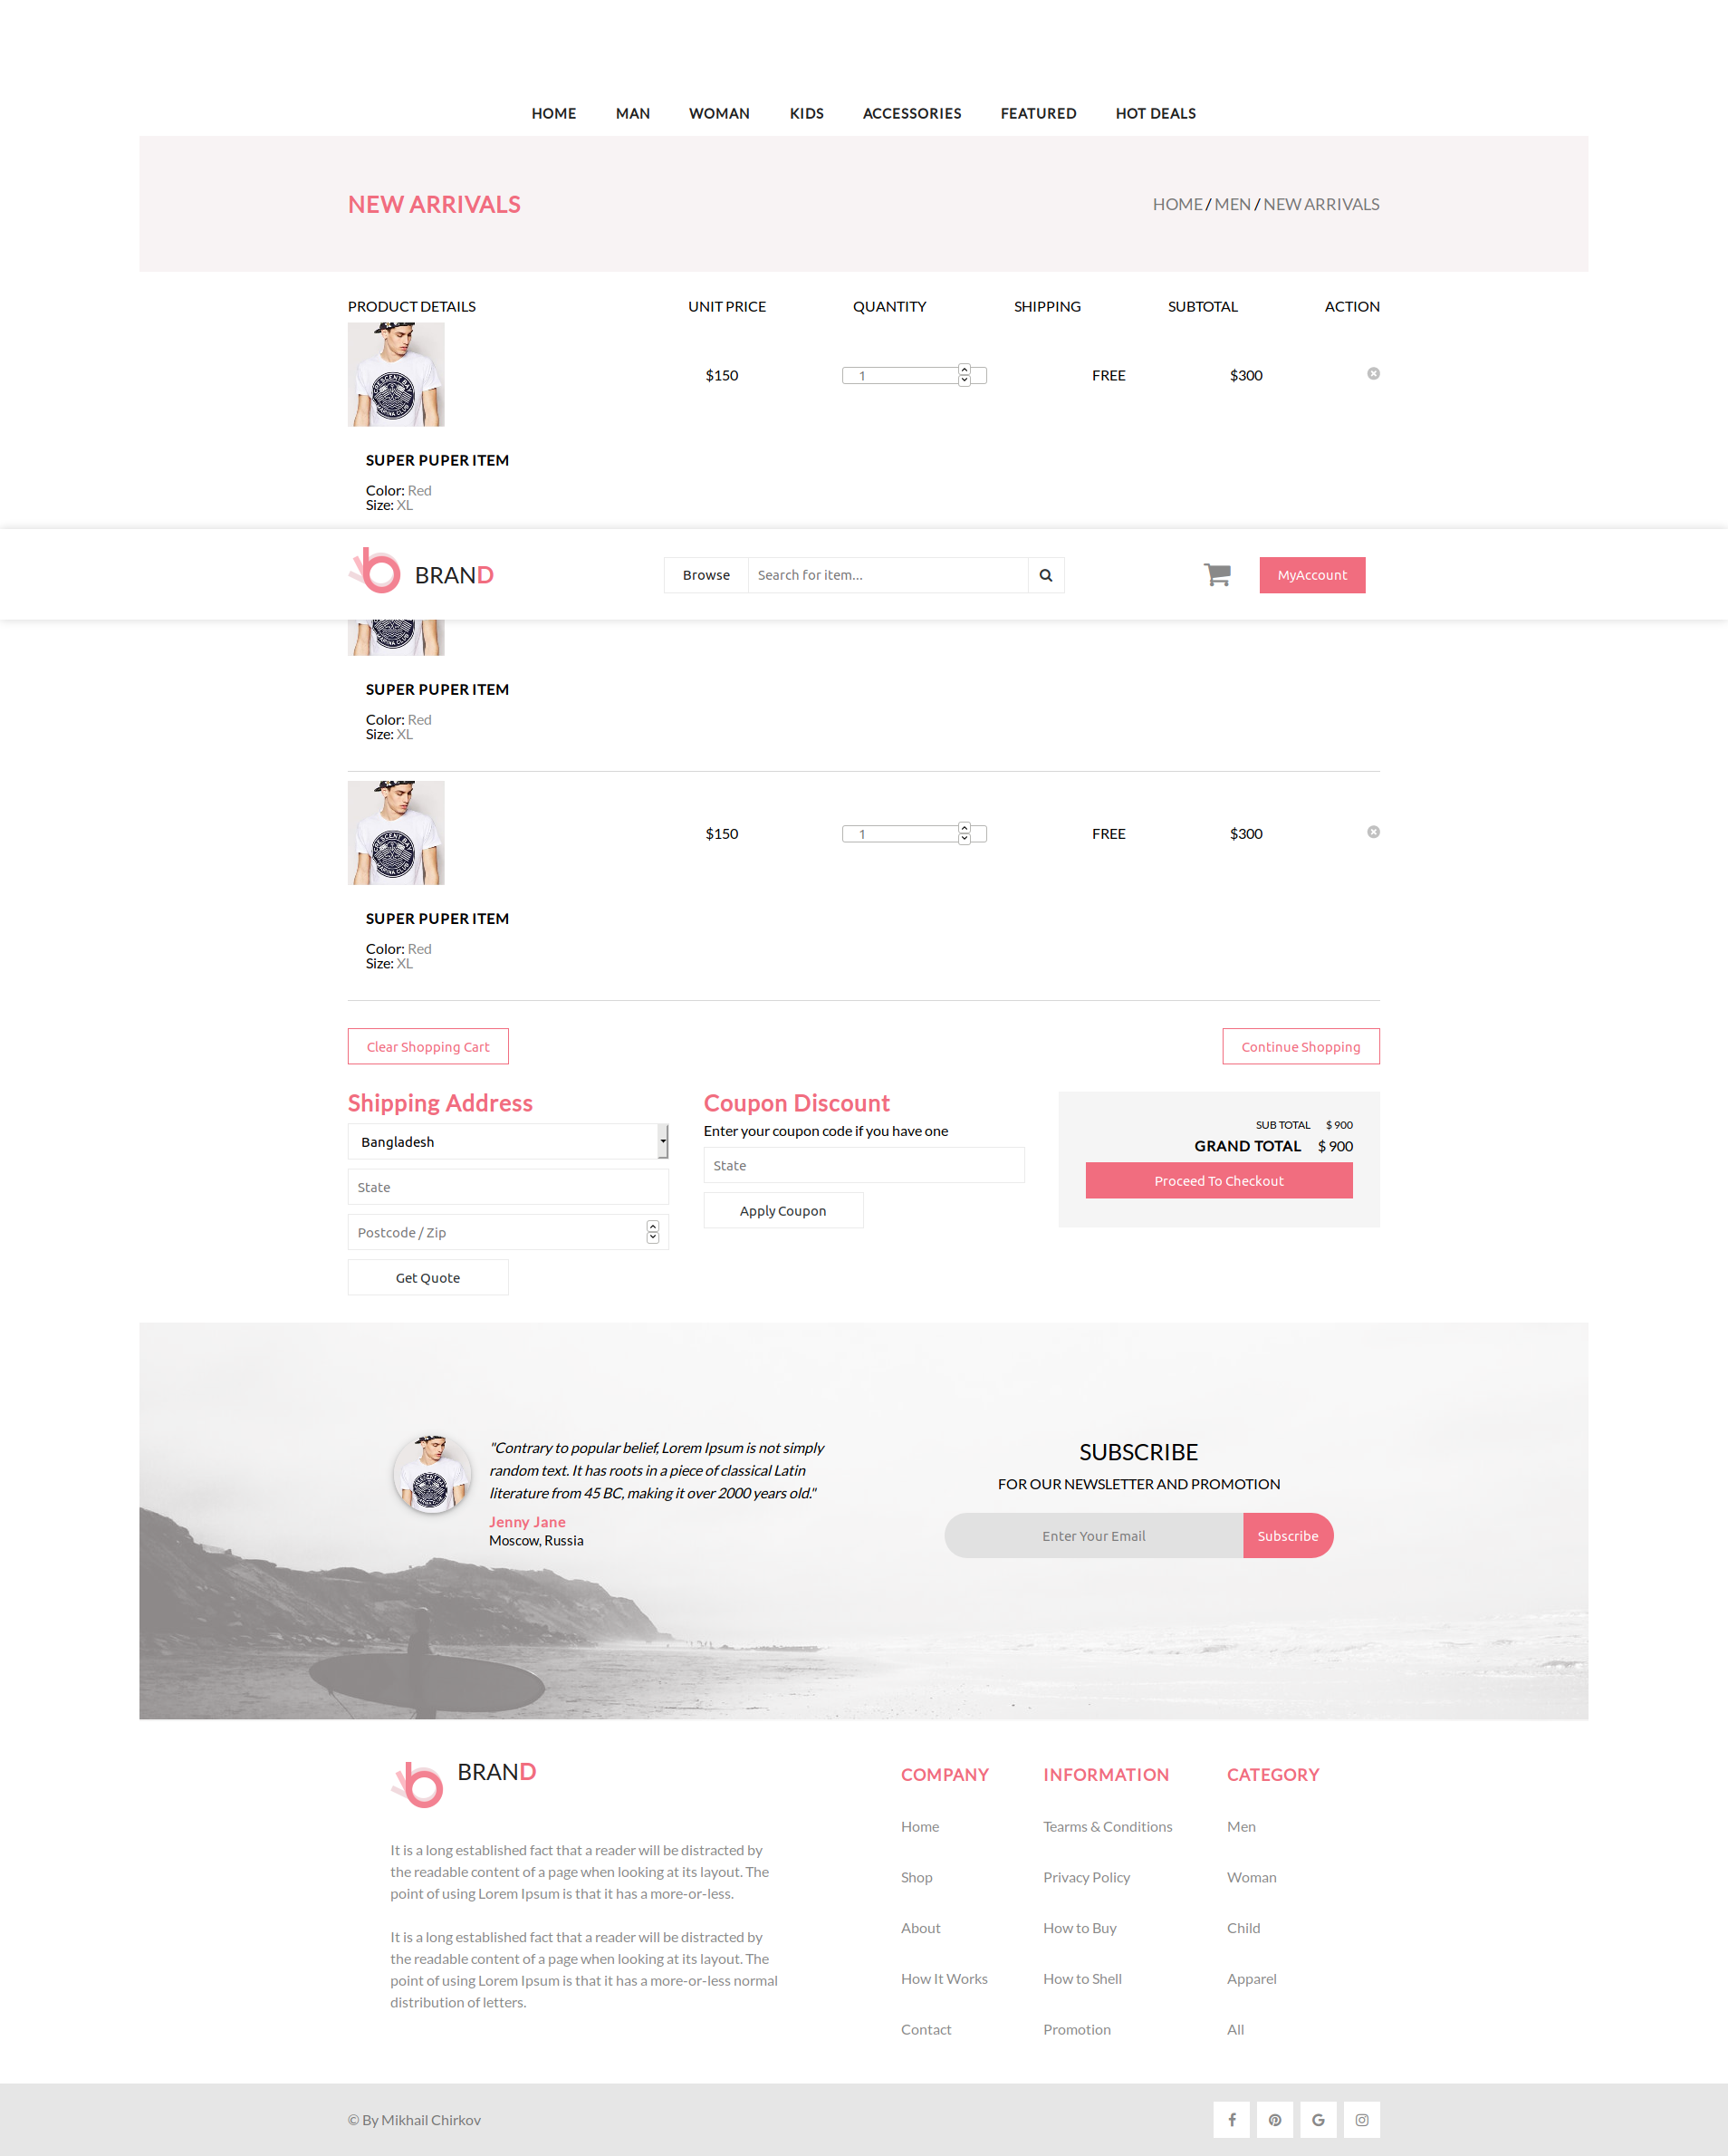 HOME MAN WOMAN KIDS ACCESSORIES FEATURED HOT DEALS
NEW ARRIVALS
HOME / MEN / NEW ARRIVALS
PRODUCT DETAILS UNIT PRICE QUANTITY SHIPPING SUBTOTAL ACTION
CRESCENT BAY
MARINA CLUB
$150 1 FREE $300
SUPER PUPER ITEM
Color: Red
Size: XL
BRAND Browse Search for item... MyAccount
MARINA CLUB
SUPER PUPER ITEM
Color: Red
Size: XL
CRESCENT BAY
MARINA CLUB
$150 1 FREE $300
SUPER PUPER ITEM
Color: Red
Size: XL
Clear Shopping Cart Continue Shopping
Shipping Address
Bangladesh
State
Postcode / Zip
Get Quote
Coupon Discount
Enter your coupon code if you have one
State
Apply Coupon
SUB TOTAL $ 900
GRAND TOTAL $ 900
Proceed To Checkout
"Contrary to popular belief, Lorem Ipsum is not simply
random text. It has roots in a piece of classical Latin
literature from 45 BC, making it over 2000 years old."
Jenny Jane
Moscow, Russia
SUBSCRIBE
FOR OUR NEWSLETTER AND PROMOTION
Enter Your Email Subscribe
BRAND
It is a long established fact that a reader will be distracted by
the readable content of a page when looking at its layout. The
point of using Lorem Ipsum is that it has a more-or-less.
It is a long established fact that a reader will be distracted by
the readable content of a page when looking at its layout. The
point of using Lorem Ipsum is that it has a more-or-less normal
distribution of letters.
COMPANY
Home
Shop
About
How It Works
Contact
INFORMATION
Tearms & Conditions
Privacy Policy
How to Buy
How to Shell
Promotion
CATEGORY
Men
Woman
Child
Apparel
All
© By Mikhail Chirkov